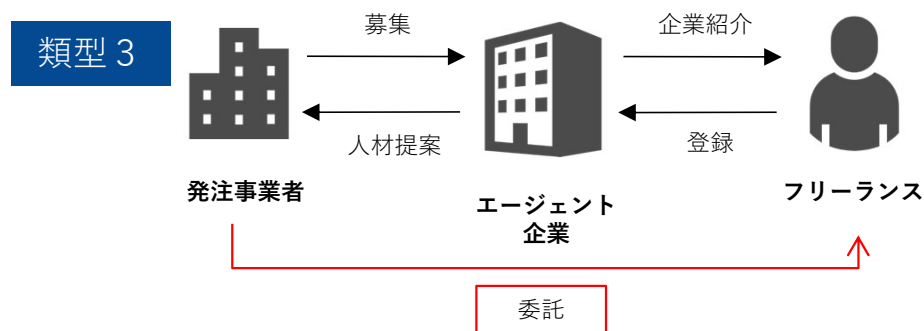 類型３
募集
企業紹介
人材提案
登録
発注事業者
エージェント
企業
フリーランス
委託